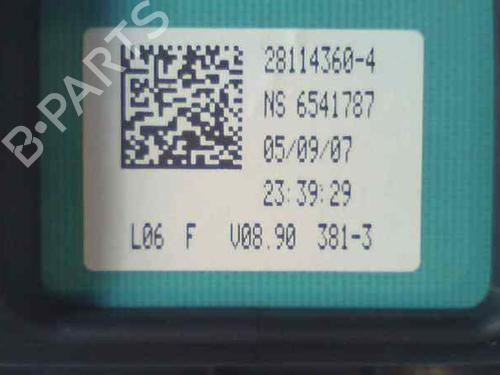 28114360-4
NS 6541787
05/09/07
23:39:29
L06 F V08.90 381-3
B-PARTS